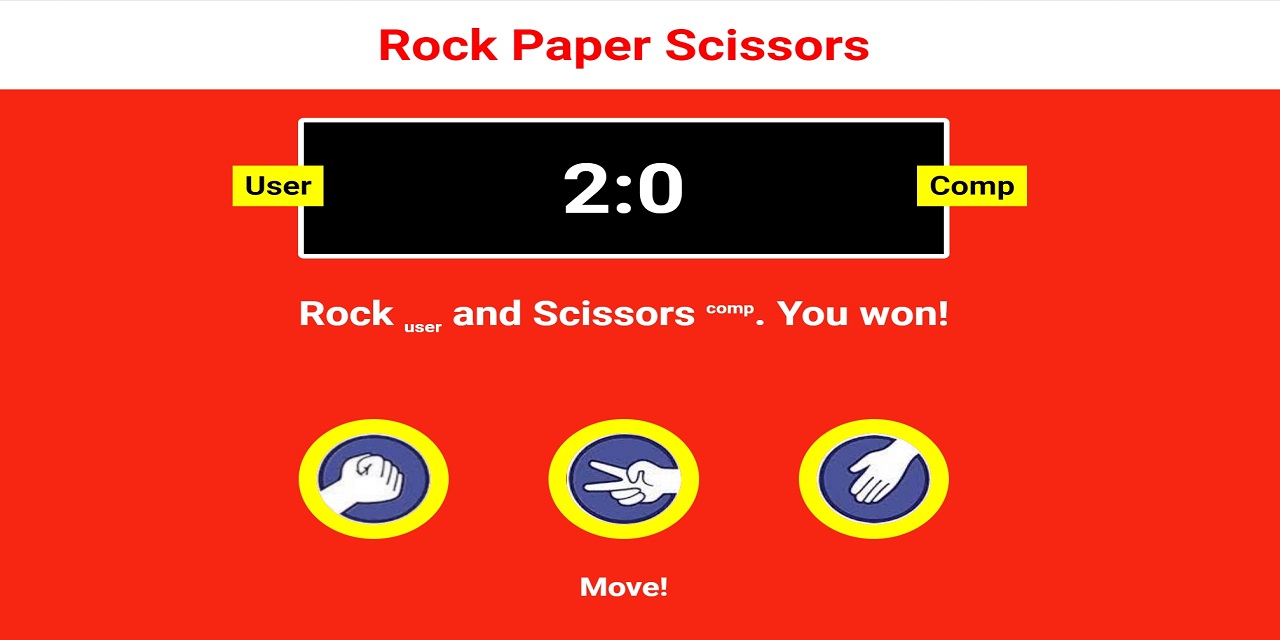 Rock Paper Scissors
2:0
User
Comp
Rock user and Scissors comp. You won!
Move!